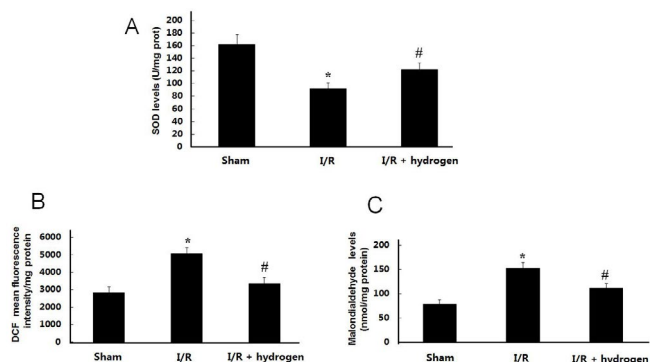 A
SOD levels (U/mg prot)
200
180
160
140
120
100
80
60
40
20
0
*
#
Sham
I/R
I/R + hydrogen
B
DCF mean fluorescence
intensity/mg protein
6000
5000
4000
3000
2000
1000
0
*
#
Sham
I/R
I/R + hydrogen
C
Malondialdehyde levels
(nmol/mg protein)
200
150
100
50
0
*
#
Sham
I/R
I/R + hydrogen